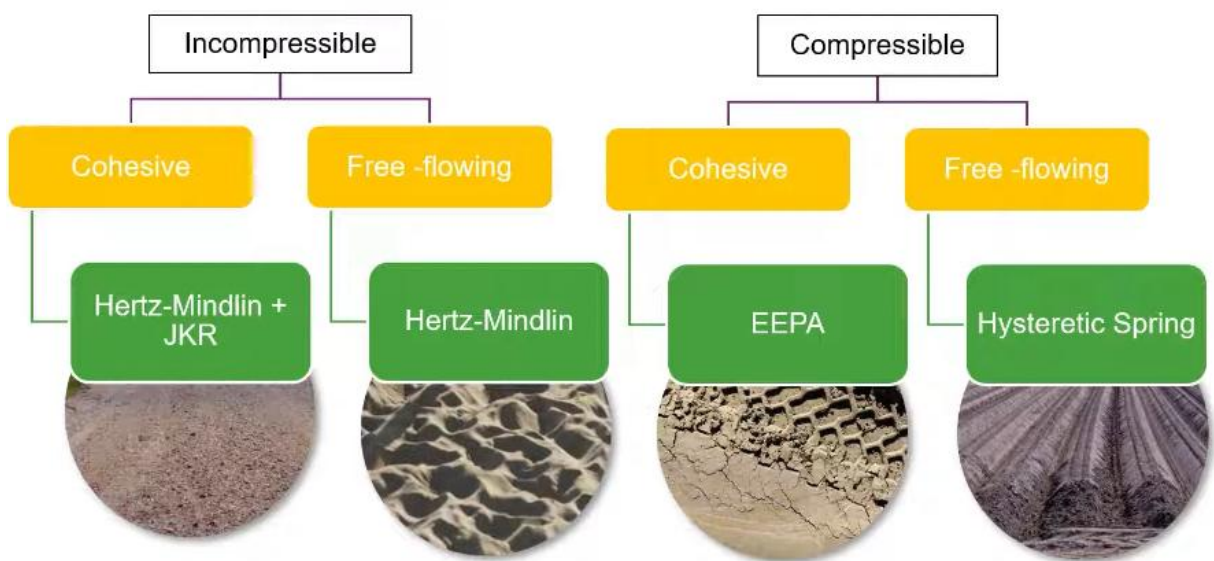 Incompressible
Compressible
Cohesive
Free -flowing
Cohesive
Free -flowing
Hertz-Mindlin +
JKR
Hertz-Mindlin
EEPA
Hysteretic Spring